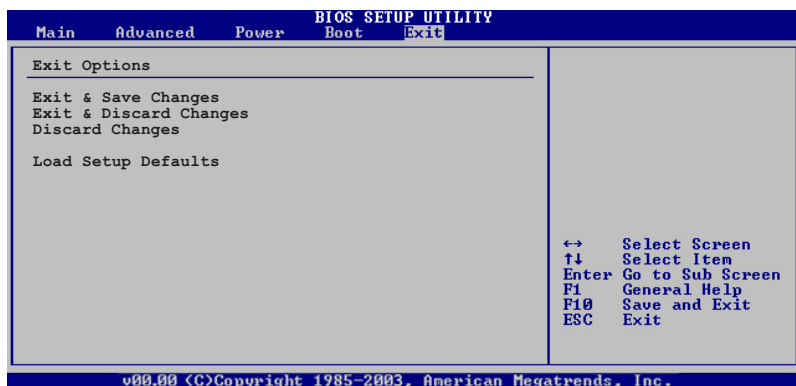 BIOS SETUP UTILITY
Main Advanced Power Boot Exit
Exit Options
Exit & Save Changes
Exit & Discard Changes
Discard Changes
Load Setup Defaults
←→ Select Screen
↑↓ Select Item
Enter Go to Sub Screen
F1 General Help
F10 Save and Exit
ESC Exit
v00.00 (C)Copyright 1985-2003, American Megatrends, Inc.